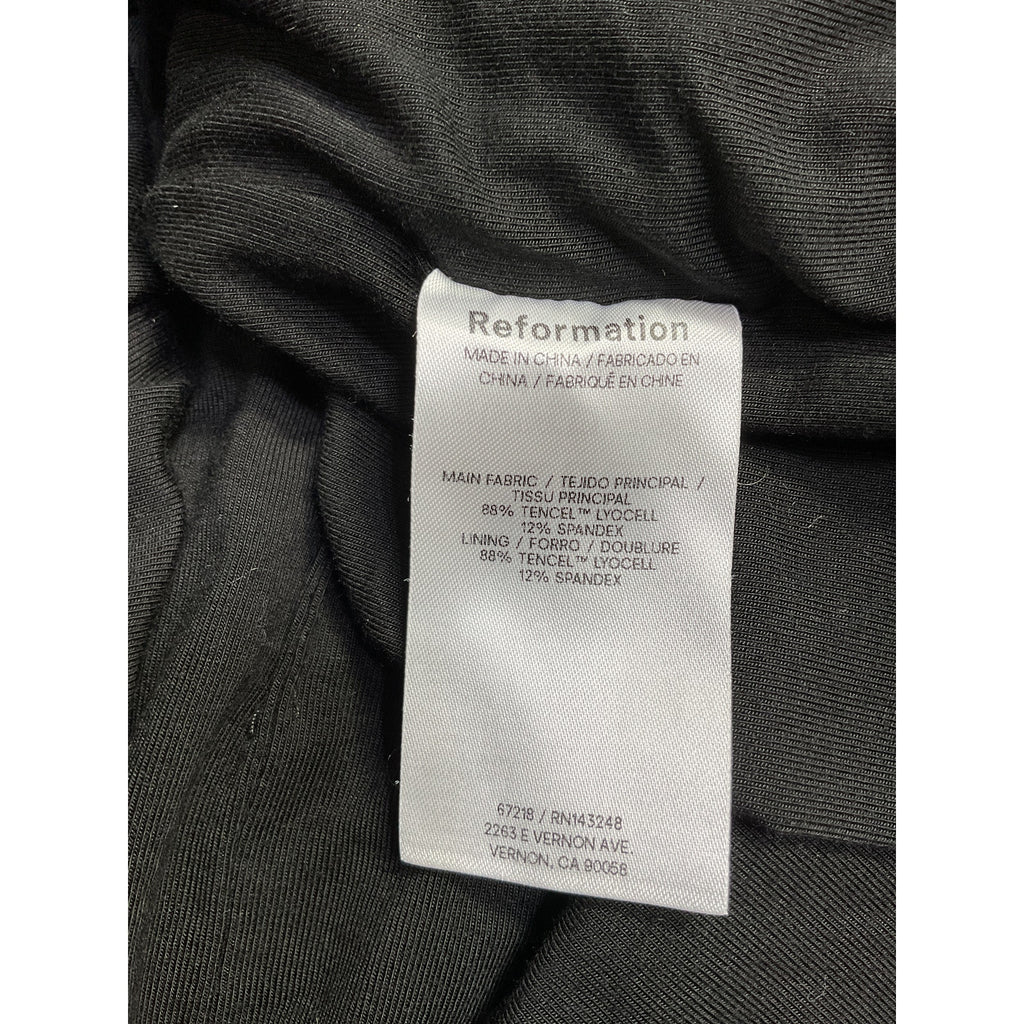 Reformation
MADE IN CHINA / FABRICADO EN
CHINA / FABRIQUÉ EN CHINE
MAIN FABRIC / TEJIDO PRINCIPAL /
TISSU PRINCIPAL
88% TENCEL™ LYOCELL
12% SPANDEX
LINING / FORRO / DOUBLURE
88% TENCEL™ LYOCELL
12% SPANDEX
67218 / RN143248
2263 E VERNON AVE.
VERNON, CA 90058